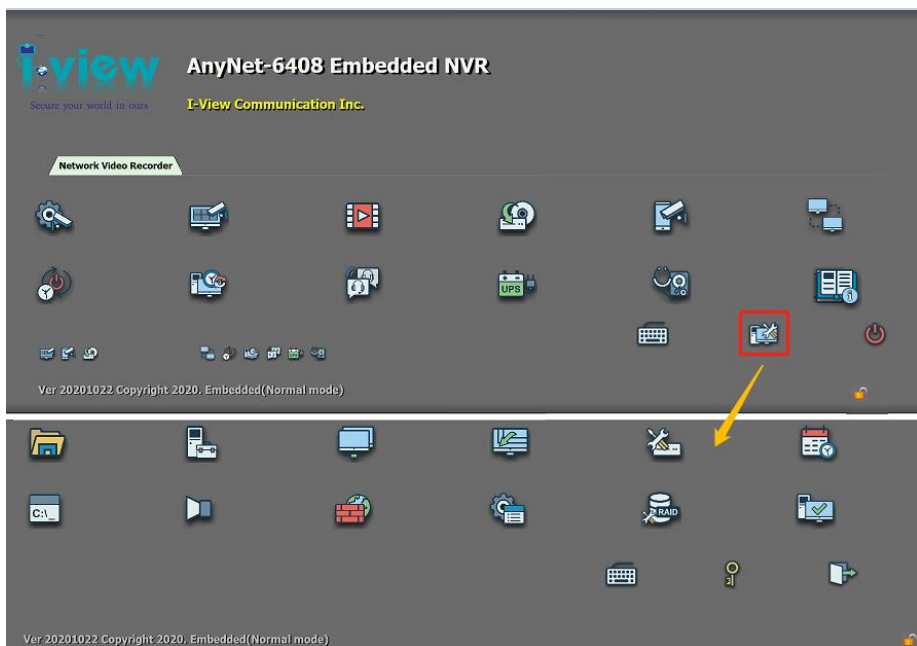 i-view
Secure your world in ours
AnyNet-6408 Embedded NVR
I-View Communication Inc.
Network Video Recorder
UPS
Ver 20201022 Copyright 2020. Embedded(Normal mode)
C:\_
RAID
Ver 20201022 Copyright 2020. Embedded(Normal mode)